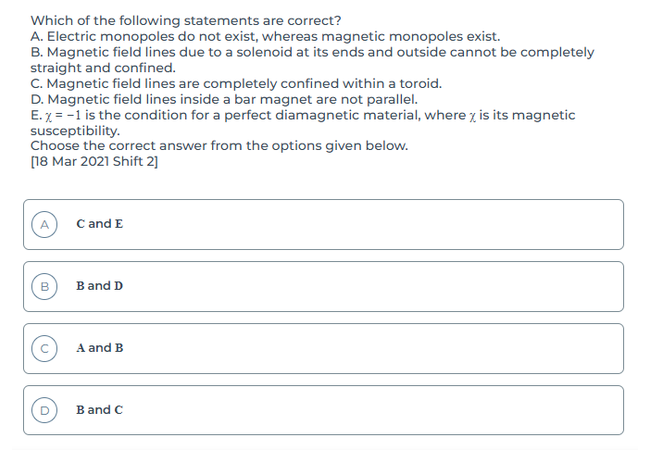 Which of the following statements are correct?
A. Electric monopoles do not exist, whereas magnetic monopoles exist.
B. Magnetic field lines due to a solenoid at its ends and outside cannot be completely
straight and confined.
C. Magnetic field lines are completely confined within a toroid.
D. Magnetic field lines inside a bar magnet are not parallel.
E. χ = −1 is the condition for a perfect diamagnetic material, where χ is its magnetic
susceptibility.
Choose the correct answer from the options given below.
[18 Mar 2021 Shift 2]
A C and E
B B and D
C A and B
D B and C